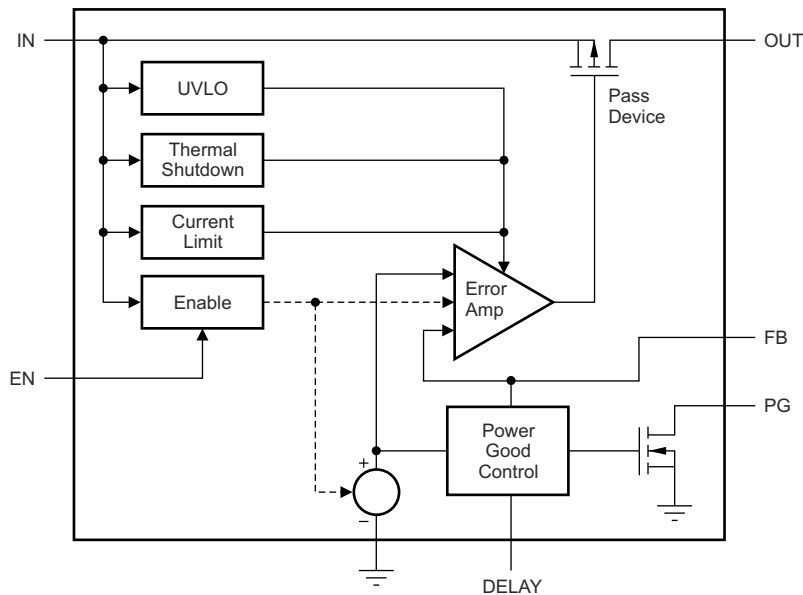 IN
OUT
UVLO
Pass
Device
Thermal
Shutdown
Current
Limit
Error
Amp
Enable
FB
EN
PG
Power
Good
Control
+
−
DELAY